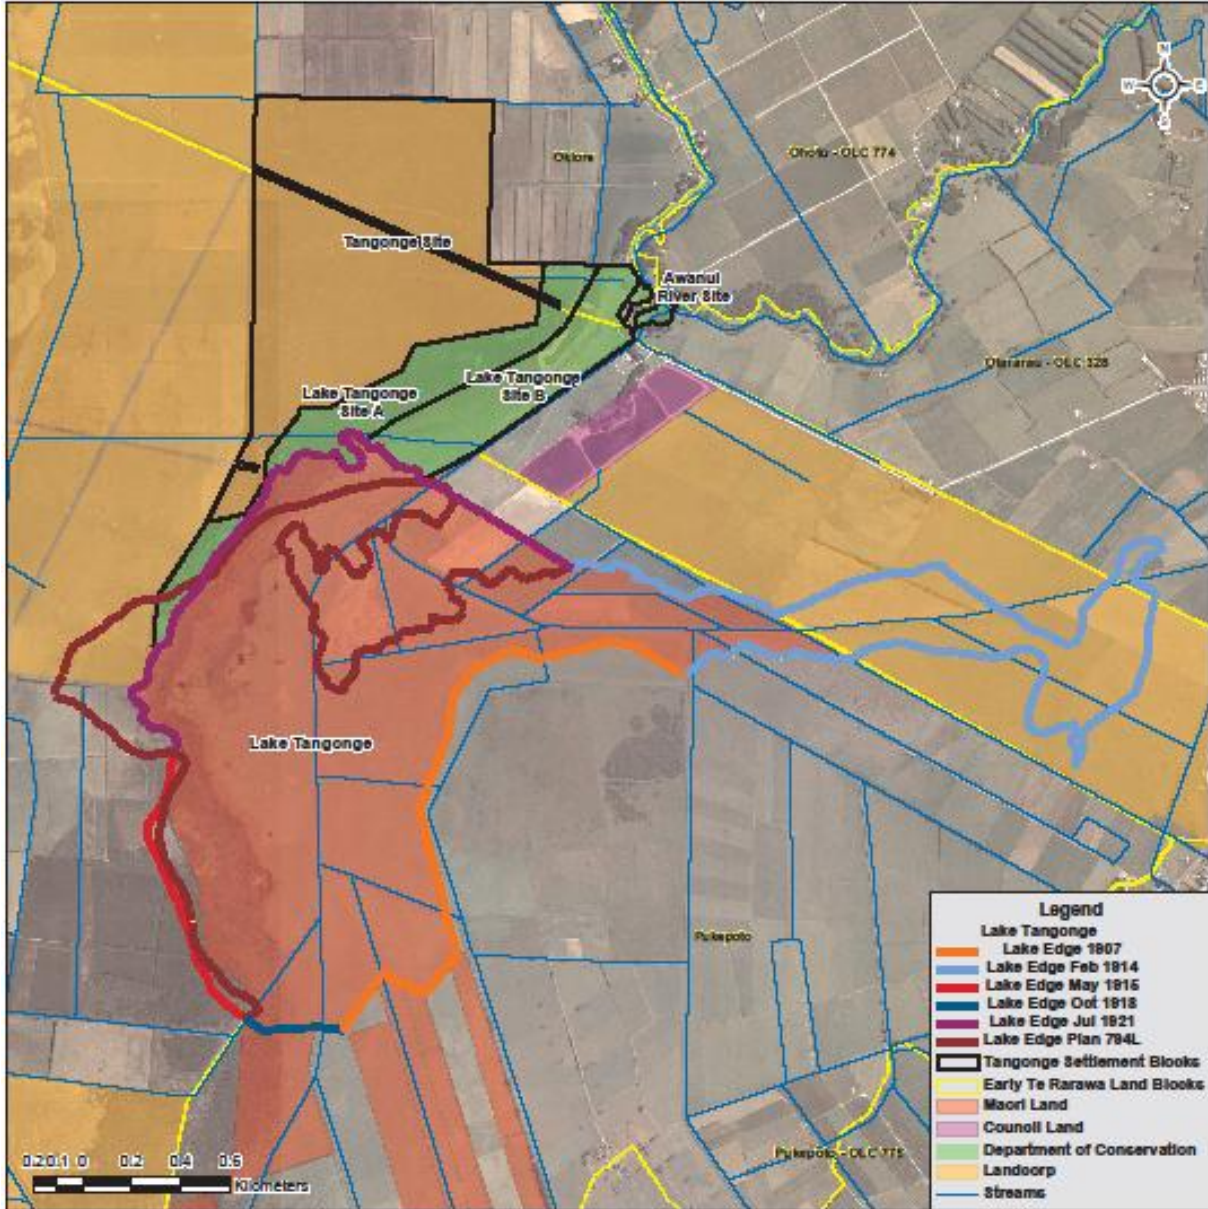 N
W
E
S
Ohoto - OLC 774
Tangonge Site
Awanui
River Site
Otararau - OLC 328
Lake Tangonge
Site B
Lake Tangonge
Site A
Lake Tangonge
Pukepoto
Pukepoto - OLC 775
Legend
Lake Tangonge
Lake Edge 1907
Lake Edge Feb 1914
Lake Edge May 1915
Lake Edge Oct 1918
Lake Edge Jul 1921
Lake Edge Plan 794L
Tangonge Settlement Blocks
Early Te Rarawa Land Blocks
Maori Land
Council Land
Department of Conservation
Landcorp
Streams
0.2 0.1 0 0.2 0.4 0.6
Kilometers